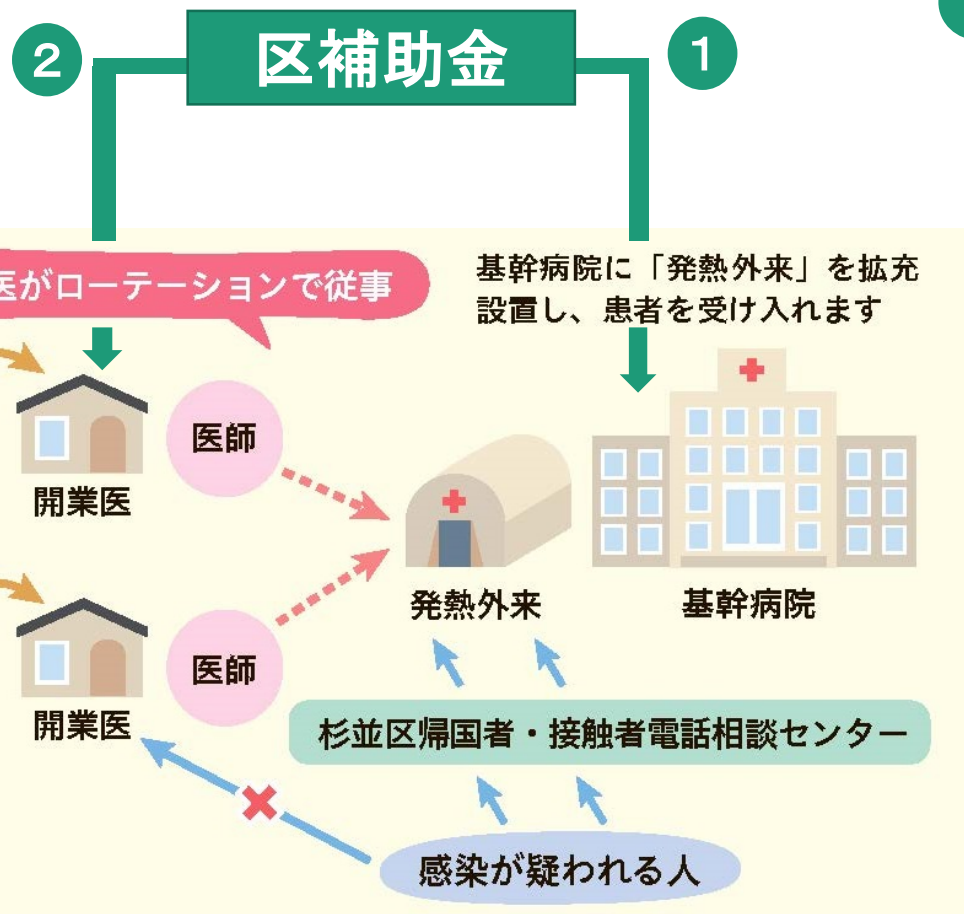 区補助金
2
1
医がローテーションで従事
基幹病院に「発熱外来」を拡充
設置し、患者を受け入れます
医師
開業医
発熱外来
基幹病院
医師
開業医
杉並区帰国者・接触者電話相談センター
感染が疑われる人